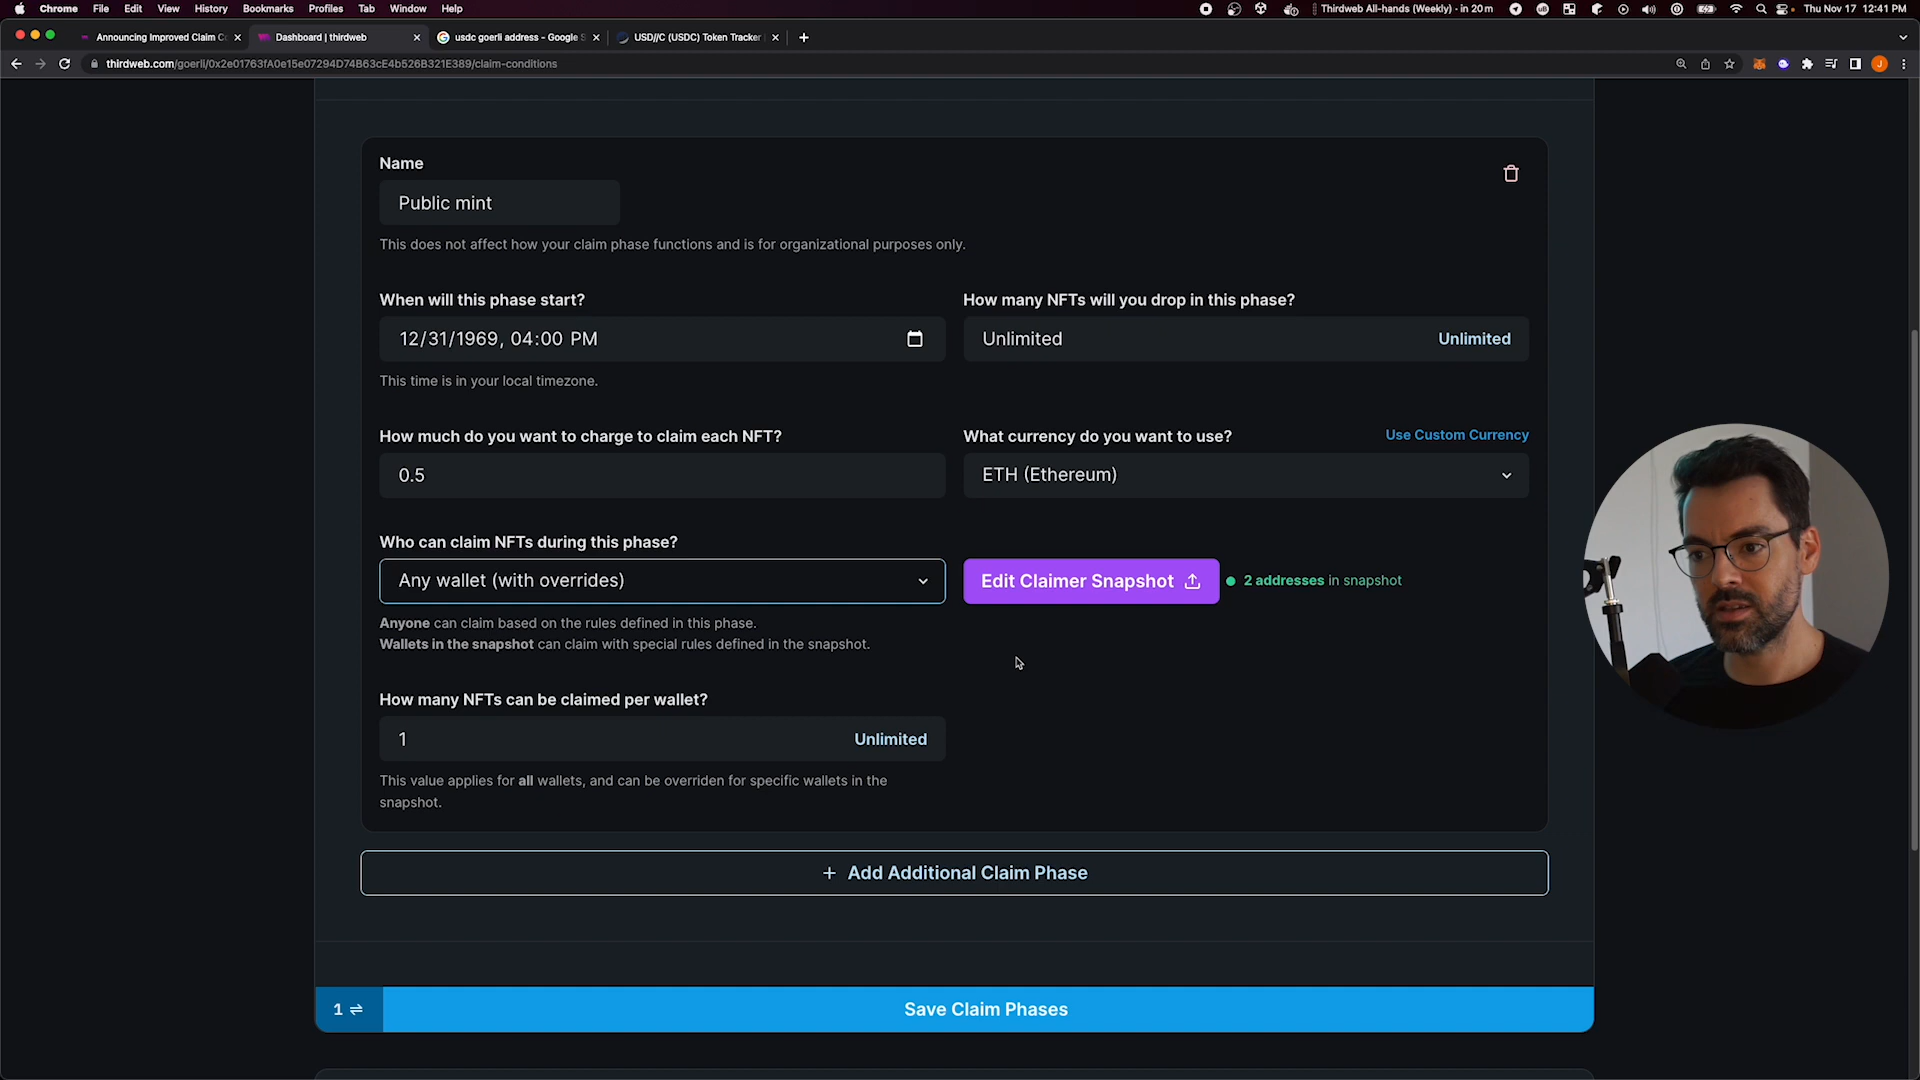 Chrome File Edit View History Bookmarks Profiles Tab Window Help
Thirdweb All-hands (Weekly) · in 20 m
Thu Nov 17 12:41 PM
Announcing Improved Claim C
Dashboard | thirdweb
usdc goerli address - Google S
USD//C (USDC) Token Tracker
thirdweb.com/goerli/0x2e01763fA0e15e07294D74B63cE4b526B321E389/claim-conditions
J
Name
Public mint
This does not affect how your claim phase functions and is for organizational purposes only.
When will this phase start?
12/31/1969, 04:00 PM
This time is in your local timezone.
How many NFTs will you drop in this phase?
Unlimited
Unlimited
How much do you want to charge to claim each NFT?
0.5
What currency do you want to use?
Use Custom Currency
ETH (Ethereum)
Who can claim NFTs during this phase?
Any wallet (with overrides)
Edit Claimer Snapshot
2 addresses in snapshot
Anyone can claim based on the rules defined in this phase.
Wallets in the snapshot can claim with special rules defined in the snapshot.
How many NFTs can be claimed per wallet?
1
Unlimited
This value applies for all wallets, and can be overriden for specific wallets in the
snapshot.
+ Add Additional Claim Phase
1
Save Claim Phases